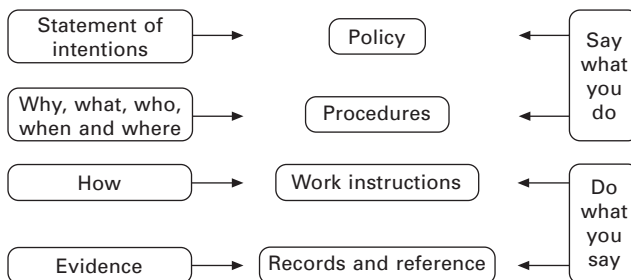 Statement of
intentions
Policy
Say
what
you
do
Why, what, who,
when and where
Procedures
How
Work instructions
Do
what
you
say
Evidence
Records and reference